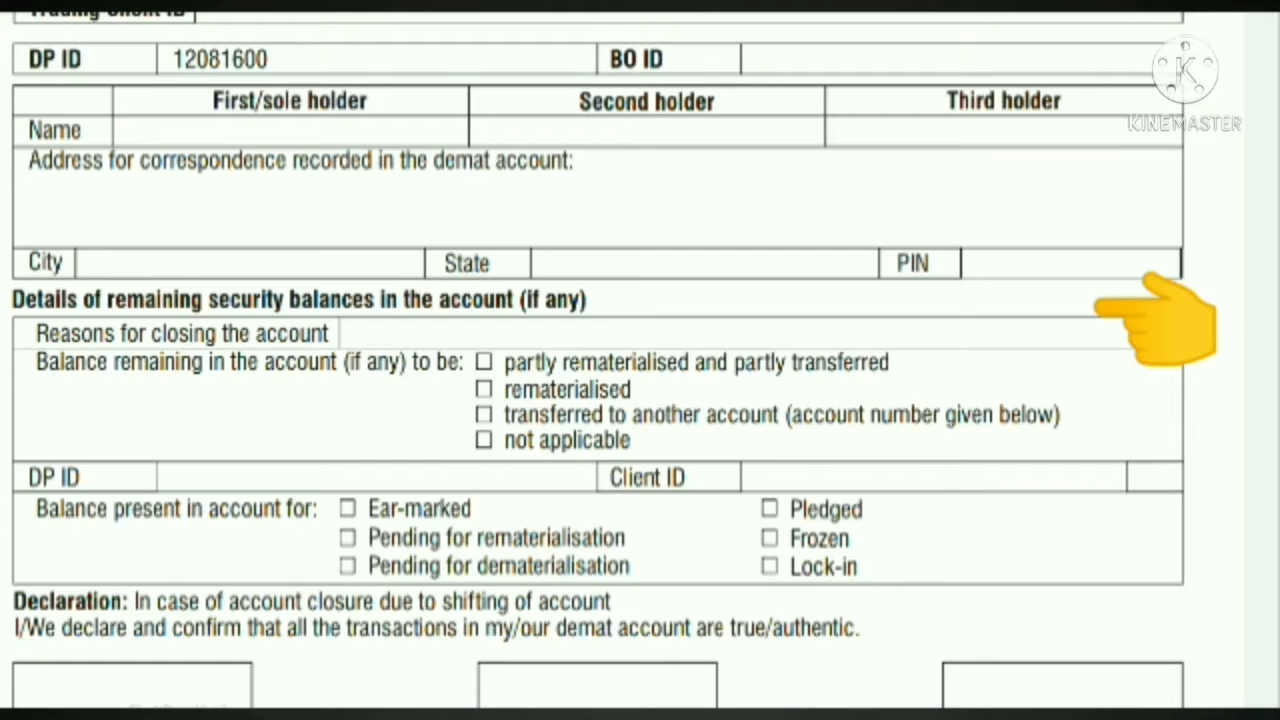 Trading Client ID
DP ID 12081600 BO ID
First/sole holder Second holder Third holder
Name
Address for correspondence recorded in the demat account:
City State PIN
Details of remaining security balances in the account (if any)
Reasons for closing the account
Balance remaining in the account (if any) to be: ☐ partly rematerialised and partly transferred
☐ rematerialised
☐ transferred to another account (account number given below)
☐ not applicable
DP ID Client ID
Balance present in account for: ☐ Ear-marked ☐ Pledged
☐ Pending for rematerialisation ☐ Frozen
☐ Pending for dematerialisation ☐ Lock-in
Declaration: In case of account closure due to shifting of account
I/We declare and confirm that all the transactions in my/our demat account are true/authentic.
K
KINEMASTER